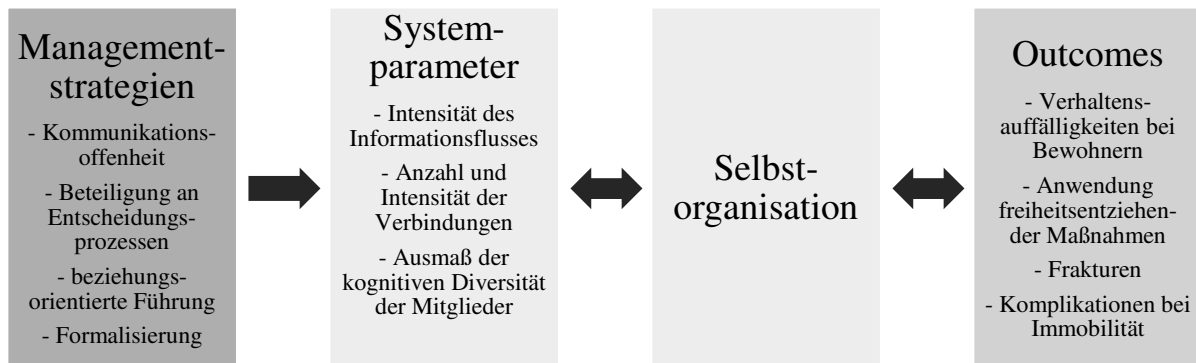 Management-
strategien
- Kommunikations-
offenheit
- Beteiligung an
Entscheidungs-
prozessen
- beziehungs-
orientierte Führung
- Formalisierung
System-
parameter
- Intensität des
Informationsflusses
- Anzahl und
Intensität der
Verbindungen
- Ausmaß der
kognitiven Diversität
der Mitglieder
Selbst-
organisation
Outcomes
- Verhaltens-
auffälligkeiten bei
Bewohnern
- Anwendung
freiheitsentziehen-
der Maßnahmen
- Frakturen
- Komplikationen bei
Immobilität